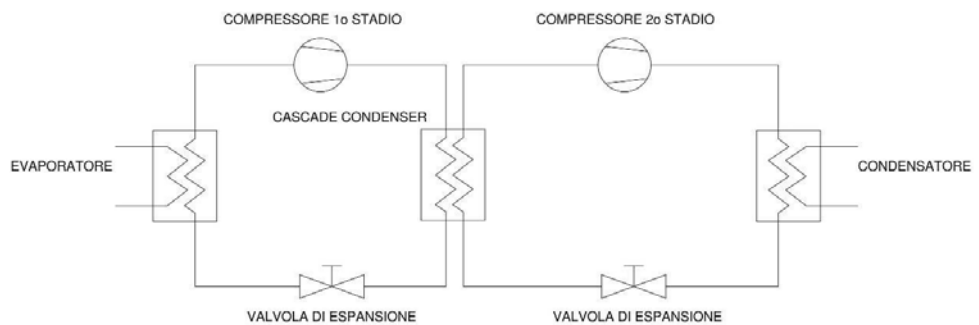 COMPRESSORE 1o STADIO
COMPRESSORE 2o STADIO
CASCADE CONDENSER
EVAPORATORE
CONDENSATORE
VALVOLA DI ESPANSIONE
VALVOLA DI ESPANSIONE